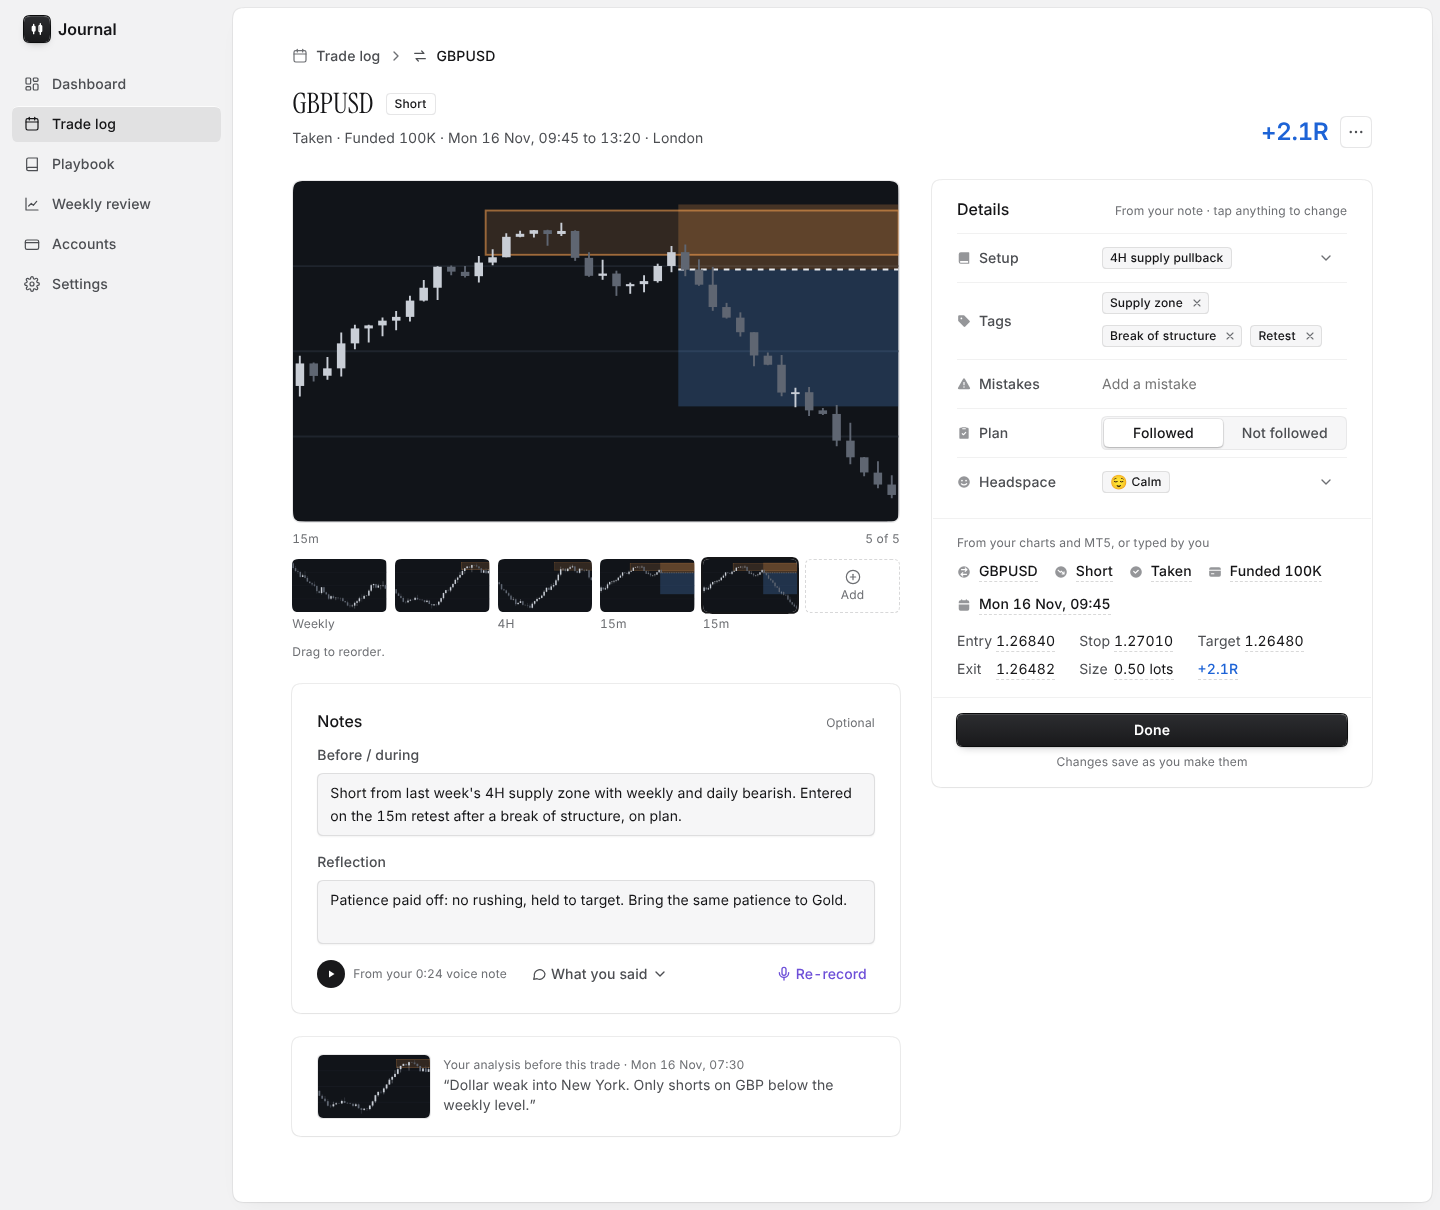 Journal
Dashboard
Trade log
Playbook
Weekly review
Accounts
Settings
Trade log > GBPUSD
GBPUSD Short
Taken · Funded 100K · Mon 16 Nov, 09:45 to 13:20 · London
+2.1R
15m 5 of 5
Weekly 4H 15m 15m
Add
Drag to reorder.
Notes Optional
Before / during
Short from last week's 4H supply zone with weekly and daily bearish. Entered
on the 15m retest after a break of structure, on plan.
Reflection
Patience paid off: no rushing, held to target. Bring the same patience to Gold.
From your 0:24 voice note What you said Re-record
Your analysis before this trade · Mon 16 Nov, 07:30
“Dollar weak into New York. Only shorts on GBP below the
weekly level.”
Details From your note · tap anything to change
Setup 4H supply pullback
Tags Supply zone
Break of structure Retest
Mistakes Add a mistake
Plan Followed Not followed
Headspace Calm
From your charts and MT5, or typed by you
GBPUSD Short Taken Funded 100K
Mon 16 Nov, 09:45
Entry 1.26840 Stop 1.27010 Target 1.26480
Exit 1.26482 Size 0.50 lots +2.1R
Done
Changes save as you make them